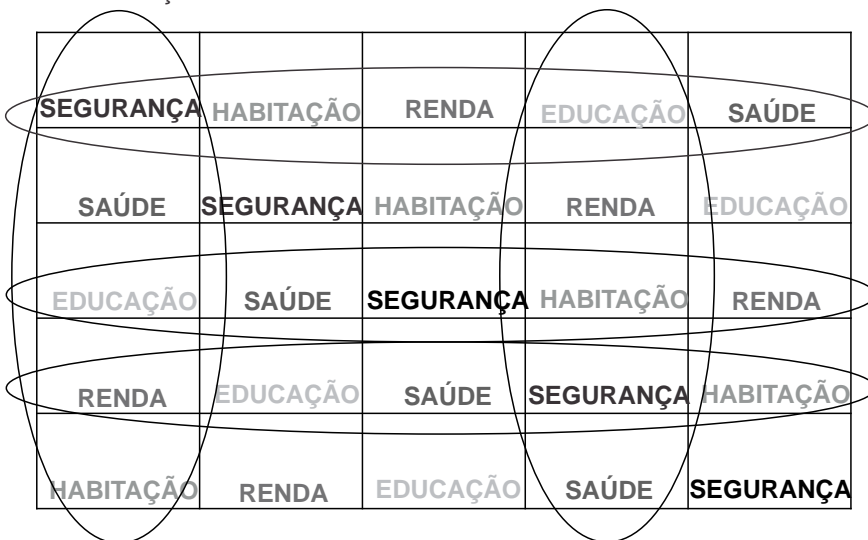 SEGURANÇA HABITAÇÃO RENDA EDUCAÇÃO SAÚDE
SAÚDE SEGURANÇA HABITAÇÃO RENDA EDUCAÇÃO
EDUCAÇÃO SAÚDE SEGURANÇA HABITAÇÃO RENDA
RENDA EDUCAÇÃO SAÚDE SEGURANÇA HABITAÇÃO
HABITAÇÃO RENDA EDUCAÇÃO SAÚDE SEGURANÇA